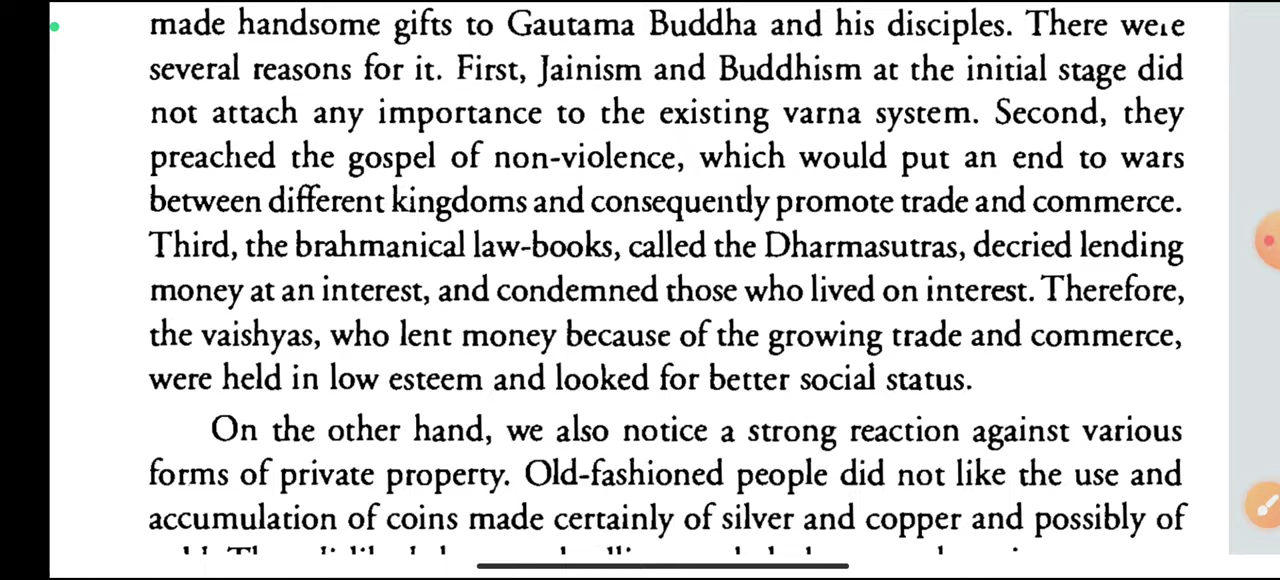 made handsome gifts to Gautama Buddha and his disciples. There were
several reasons for it. First, Jainism and Buddhism at the initial stage did
not attach any importance to the existing varna system. Second, they
preached the gospel of non-violence, which would put an end to wars
between different kingdoms and consequently promote trade and commerce.
Third, the brahmanical law-books, called the Dharmasutras, decried lending
money at an interest, and condemned those who lived on interest. Therefore,
the vaishyas, who lent money because of the growing trade and commerce,
were held in low esteem and looked for better social status.
On the other hand, we also notice a strong reaction against various
forms of private property. Old-fashioned people did not like the use and
accumulation of coins made certainly of silver and copper and possibly of